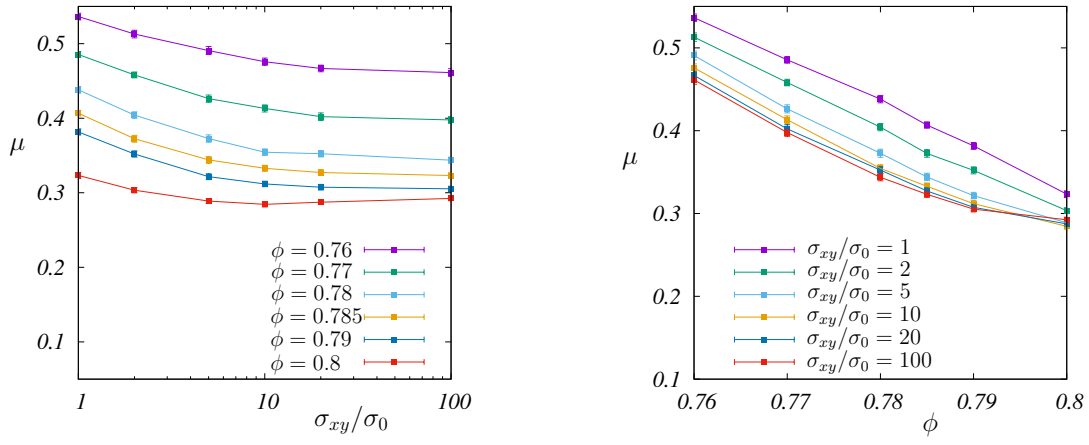 0.5
0.4
0.3
0.2
0.1
μ
ϕ = 0.76
ϕ = 0.77
ϕ = 0.78
ϕ = 0.785
ϕ = 0.79
ϕ = 0.8
1 10 100
σxy/σ0
0.5
0.4
0.3
0.2
0.1
μ
σxy/σ0 = 1
σxy/σ0 = 2
σxy/σ0 = 5
σxy/σ0 = 10
σxy/σ0 = 20
σxy/σ0 = 100
0.76 0.77 0.78 0.79 0.8
ϕ